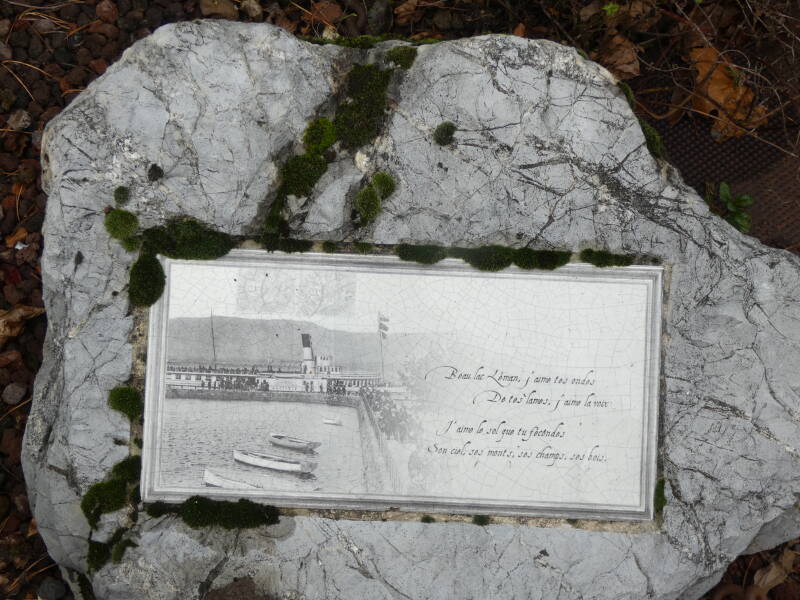 Beau lac Léman, j'aime tes ondes
De tes lames, j'aime la voix
J'aime le sol que tu fécondes
Son ciel, ses monts, ses champs, ses bois.